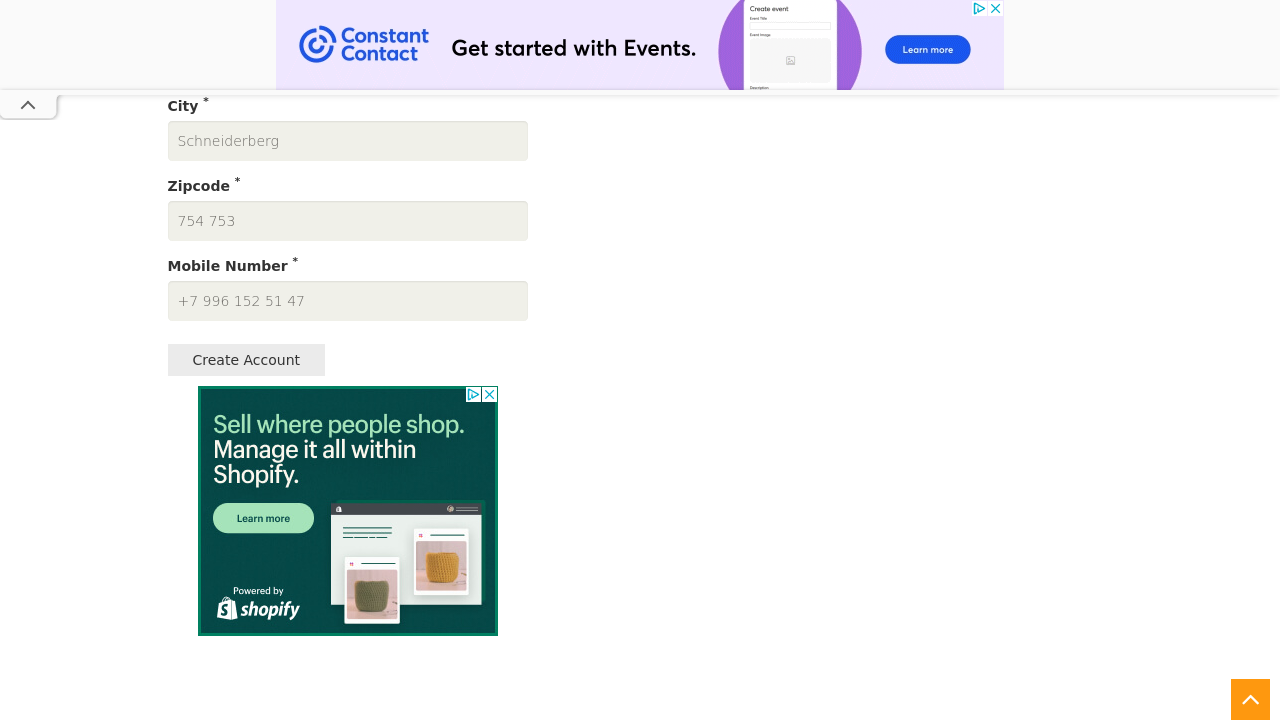 Constant
Contact
Get started with Events.
Create event
Event Title
Event Image
Description
Learn more
City *
Schneiderberg
Zipcode *
754 753
Mobile Number *
+7 996 152 51 47
Create Account
Sell where people shop.
Manage it all within
Shopify.
Learn more
Powered by
shopify